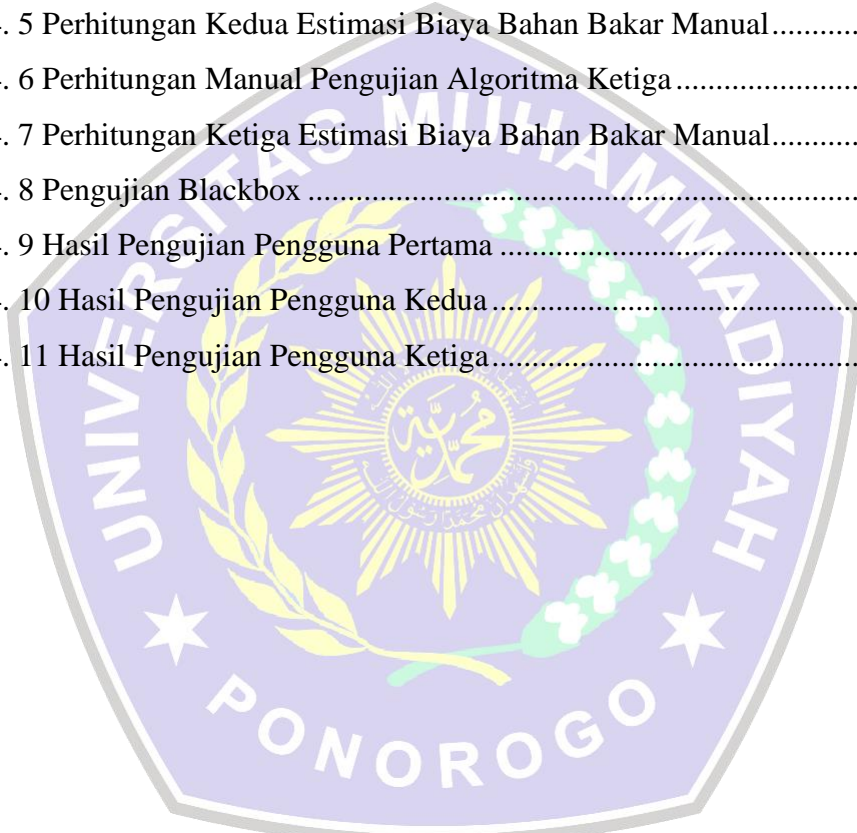 . 5 Perhitungan Kedua Estimasi Biaya Bahan Bakar Manual...........
. 6 Perhitungan Manual Pengujian Algoritma Ketiga.......................
. 7 Perhitungan Ketiga Estimasi Biaya Bahan Bakar Manual...........
. 8 Pengujian Blackbox .....................................................................
. 9 Hasil Pengujian Pengguna Pertama .............................................
. 10 Hasil Pengujian Pengguna Kedua..............................................
. 11 Hasil Pengujian Pengguna Ketiga..............................................
UNIVERSITAS MUHAMMADIYAH
PONOROGO